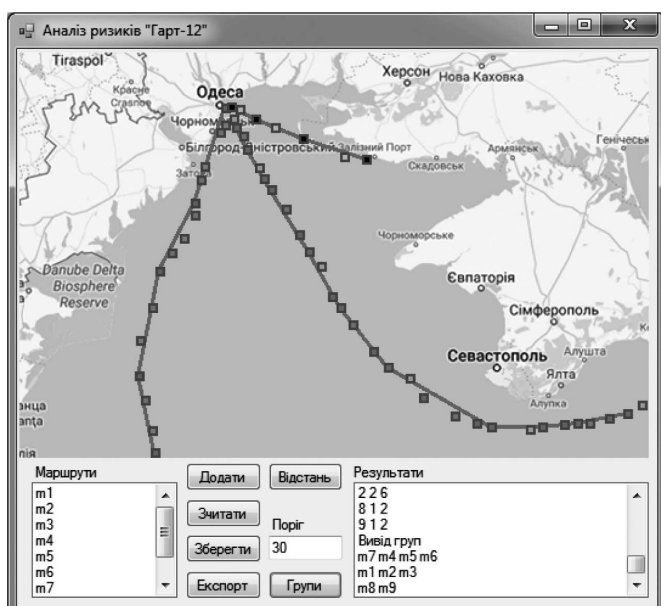 Аналіз ризиків "Гарт-12"
Tiraspol
Красне
Crasnoe
Одеса
Херсон
Нова Каховка
Білгород-Дністровський
Залізний Порт
Затока
Скадовськ
Армянськ
Геніческ
Чорноморське
Danube Delta
Biosphere
Reserve
Євпаторія
Сімферополь
Севастополь
Алушта
Ялта
Алупка
Маршрути
m1
m2
m3
m4
m5
m6
m7
Додати
Зчитати
Зберегти
Експорт
Відстань
Поріг
30
Групи
Результати
2 2 6
8 1 2
9 1 2
Вивід груп
m7 m4 m5 m6
m1 m2 m3
m8 m9